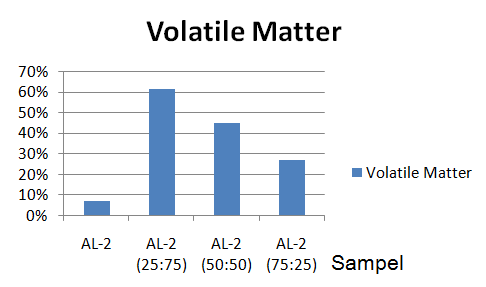 Volatile Matter
70%
60%
50%
40%
30%
20%
10%
0%
AL-2
AL-2
(25:75)
AL-2
(50:50)
AL-2
(75:25)
Sampel
Volatile Matter